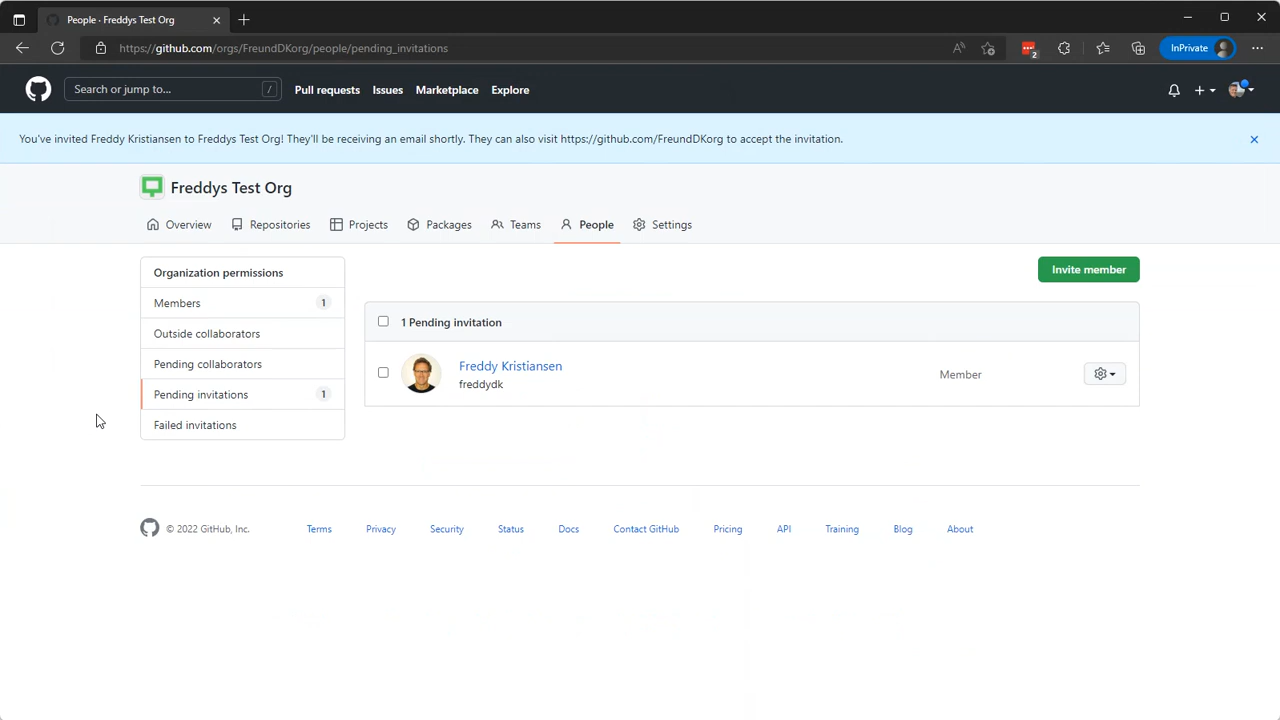 People · Freddys Test Org
https://github.com/orgs/FreundDKorg/people/pending_invitations
2
InPrivate
Search or jump to...
/
Pull requests
Issues
Marketplace
Explore
You've invited Freddy Kristiansen to Freddys Test Org! They'll be receiving an email shortly. They can also visit https://github.com/FreundDKorg to accept the invitation.
Freddys Test Org
Overview
Repositories
Projects
Packages
Teams
People
Settings
Organization permissions
Members 1
Outside collaborators
Pending collaborators
Pending invitations 1
Failed invitations
Invite member
1 Pending invitation
Freddy Kristiansen
freddydk
Member
© 2022 GitHub, Inc.
Terms
Privacy
Security
Status
Docs
Contact GitHub
Pricing
API
Training
Blog
About